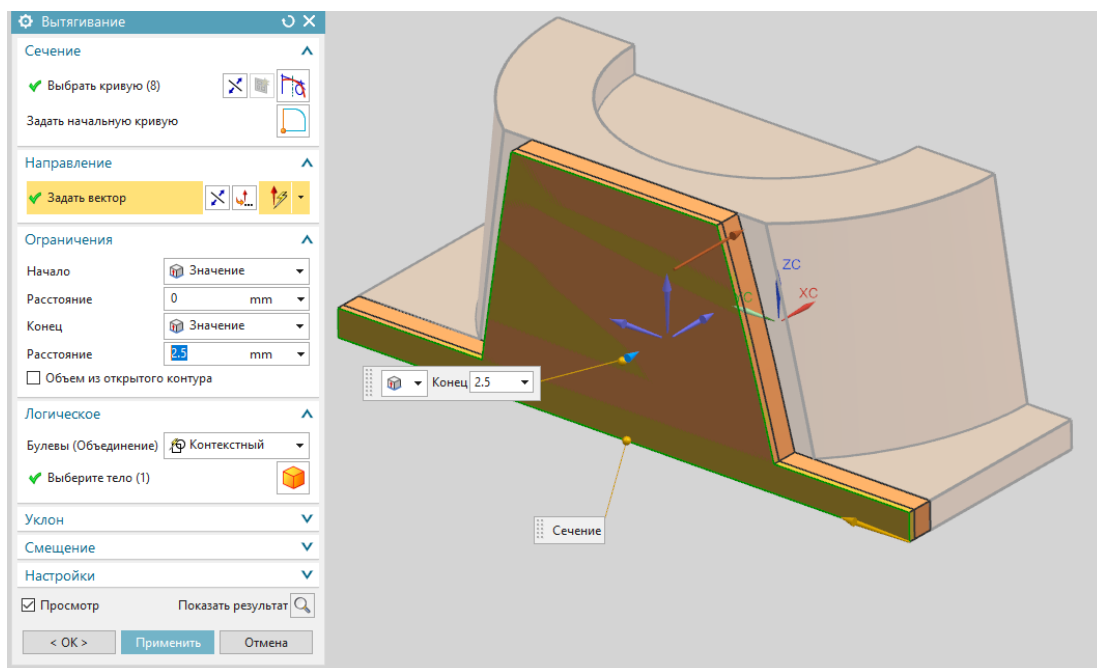 Вытягивание
Сечение
Выбрать кривую (8)
Задать начальную кривую
Направление
Задать вектор
Ограничения
Начало Значение
Расстояние 0 mm
Конец Значение
Расстояние 2.5 mm
Объем из открытого контура
Логическое
Булевы (Объединение) Контекстный
Выберите тело (1)
Уклон
Смещение
Настройки
Просмотр Показать результат
< OK > Применить Отмена
ZC
XC
YC
Конец 2.5
Сечение